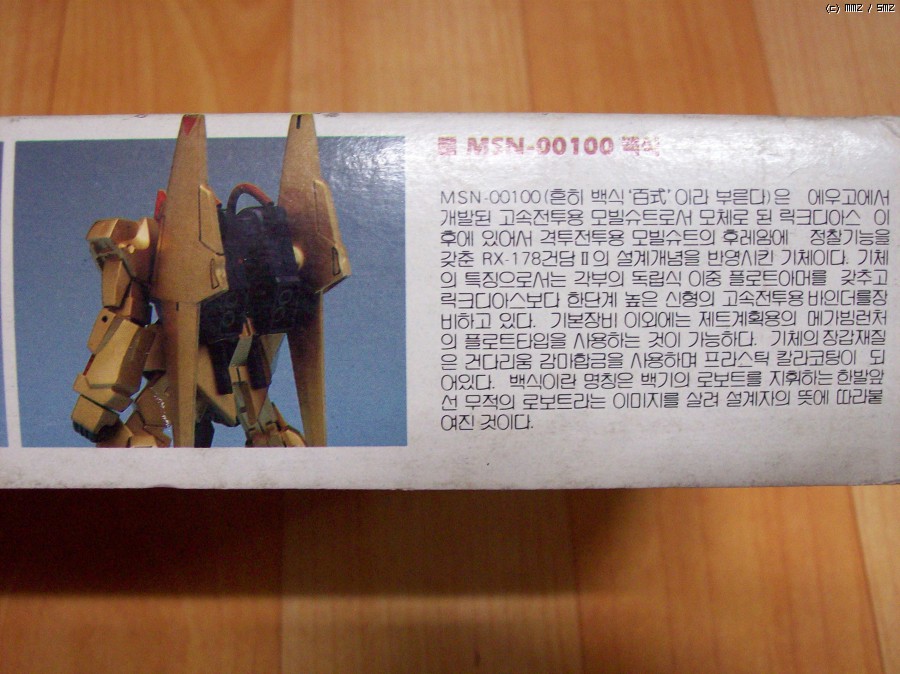 (c) MMZ / SMZ
MSN-00100 백식
MSN-00100(흔히 백식 '百式' 이라 부른다)은 에우고에서
개발된 고속전투용 모빌슈트로서 모체로 된 릭크디아스 이
후에 있어서 격투전투용 모빌슈트의 후레임에 정찰기능을
갖춘 RX-178건담Ⅱ의 설계개념을 반영시킨 기체이다. 기체
의 특징으로서는 각부의 독립식 이중 플로트아머를 갖추고
릭크디아스보다 한단계 높은 신형의 고속전투용 바인더를장
비하고 있다. 기본장비 이외에는 제트계획용의 메가빔런처
의 플로트타입을 사용하는 것이 가능하다. 기체의 장갑재질
은 건다리움 감마합금을 사용하며 프라스틱 칼라코팅이 되
어있다. 백식이란 명칭은 백기의 로보트를 지휘하는 한발앞
선 무적의 로보트라는 이미지를 살려 설계자의 뜻에 따라붙
여진 것이다.